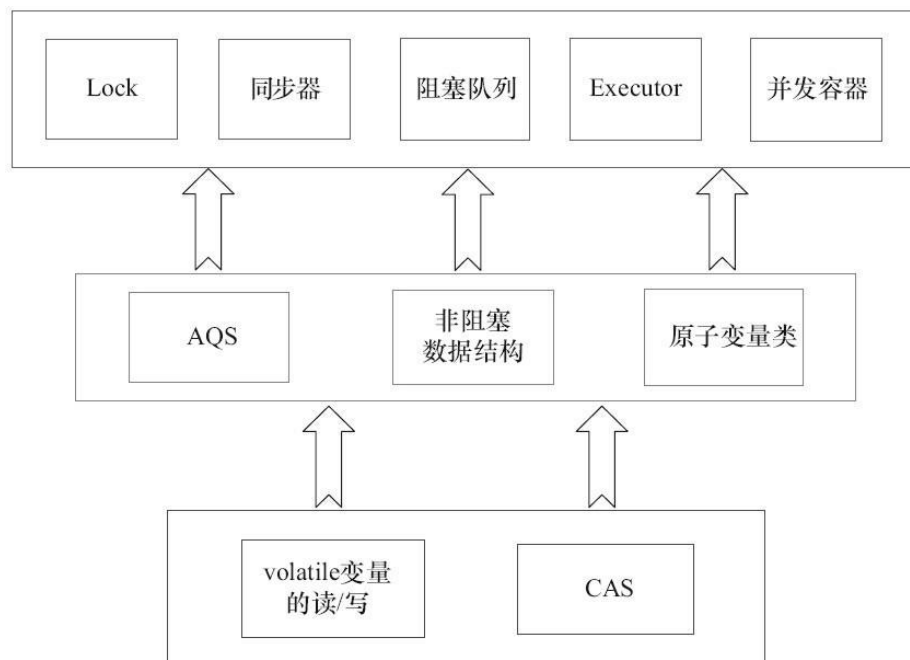 Lock
同步器
阻塞队列
Executor
并发容器
AQS
非阻塞
数据结构
原子变量类
volatile变量
的读/写
CAS